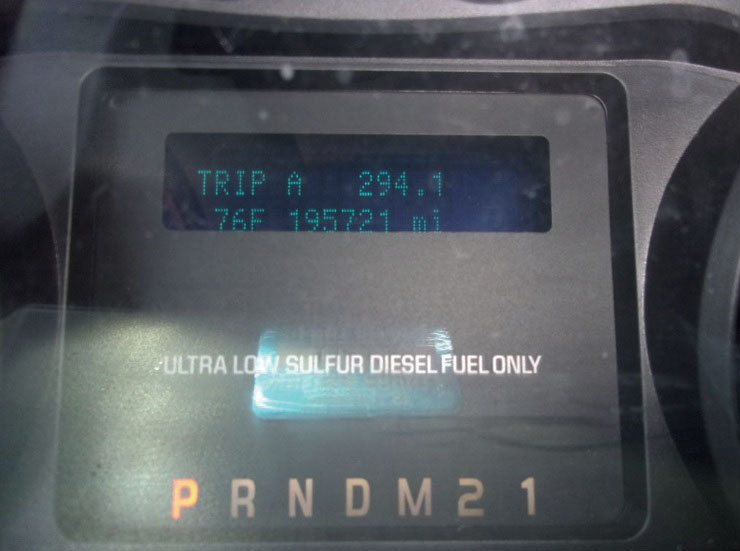 TRIP A 294.1
76F 195721 mi
ULTRA LOW SULFUR DIESEL FUEL ONLY
P R N D M 2 1